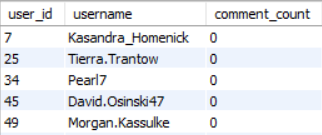 user_id username comment_count
7 Kasandra_Homenick 0
25 Tierra.Trantow 0
34 Pearl7 0
45 David.Osinski47 0
49 Morgan.Kassulke 0